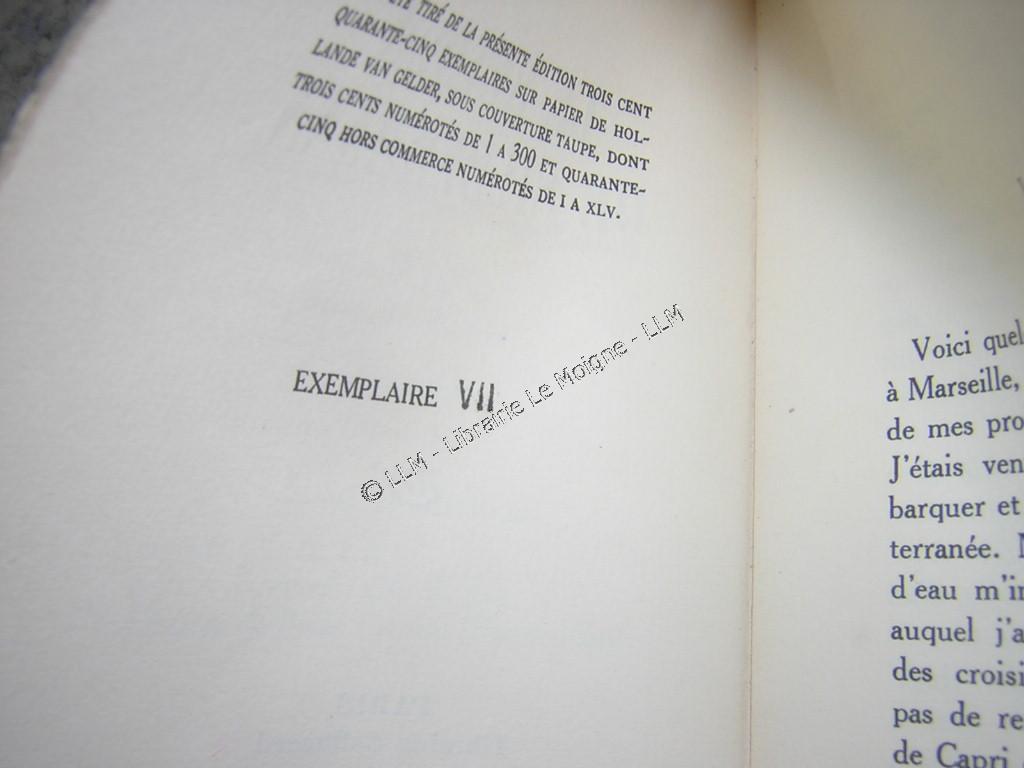 TIRÉ DE LA PRÉSENTE ÉDITION TROIS CENT
QUARANTE-CINQ EXEMPLAIRES SUR PAPIER DE HOL-
LANDE VAN GELDER, SOUS COUVERTURE TAUPE, DONT
TROIS CENTS NUMÉROTÉS DE 1 A 300 ET QUARANTE-
CINQ HORS COMMERCE NUMÉROTÉS DE I A XLV.
EXEMPLAIRE VII
© LLM - Librairie Le Moigne - LLM
Voici quel
à Marseille,
de mes pro
J'étais ven
barquer et
terranée.
d'eau m'in
auquel j'a
des croisi
pas de re
de Capri